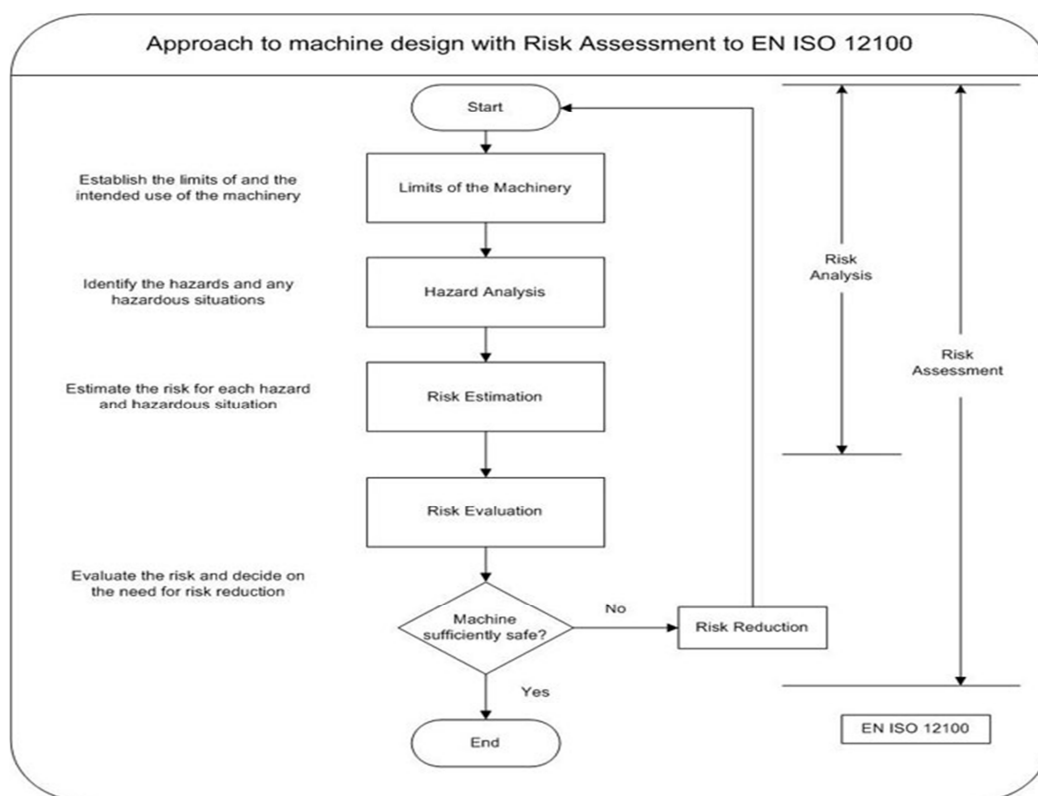 Approach to machine design with Risk Assessment to EN ISO 12100
Start
Establish the limits of and the
intended use of the machinery
Limits of the Machinery
Identify the hazards and any
hazardous situations
Hazard Analysis
Risk
Analysis
Estimate the risk for each hazard
and hazardous situation
Risk Estimation
Risk
Assessment
Risk Evaluation
Evaluate the risk and decide on
the need for risk reduction
Machine
sufficiently safe?
No
Risk Reduction
Yes
End
EN ISO 12100